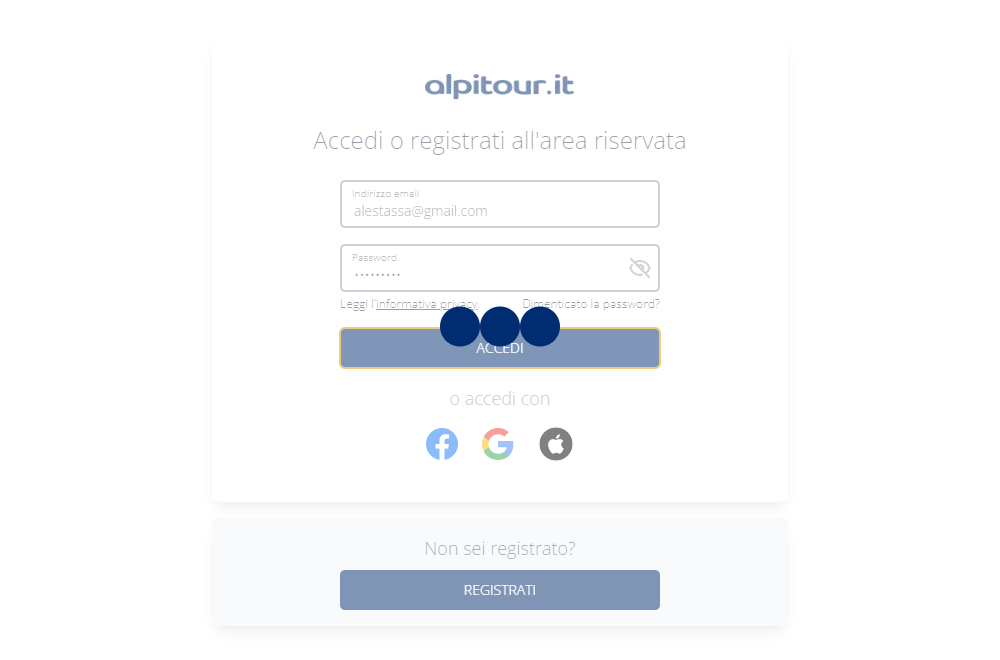 alpitour.it
Accedi o registrati all'area riservata
Indirizzo email
alestassa@gmail.com
Password
•••••••••
Leggi l'informativa privacy. Dimenticato la password?
ACCEDI
o accedi con
Non sei registrato?
REGISTRATI